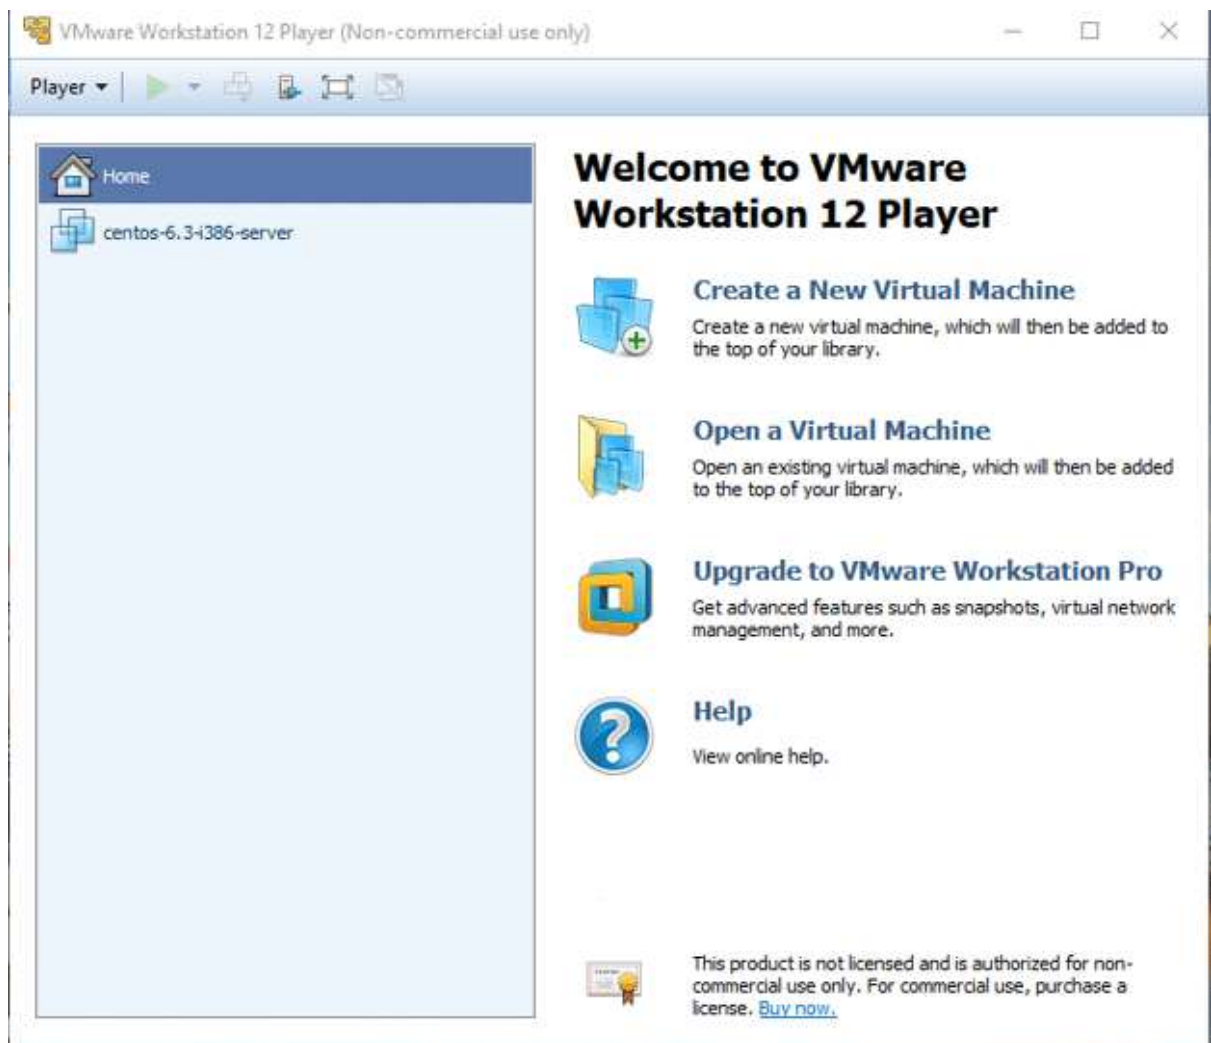 VMware Workstation 12 Player (Non-commercial use only)
Player
Home
centos-6.3-i386-server
Welcome to VMware
Workstation 12 Player
Create a New Virtual Machine
Create a new virtual machine, which will then be added to
the top of your library.
Open a Virtual Machine
Open an existing virtual machine, which will then be added
to the top of your library.
Upgrade to VMware Workstation Pro
Get advanced features such as snapshots, virtual network
management, and more.
Help
View online help.
This product is not licensed and is authorized for non-
commercial use only. For commercial use, purchase a
license. Buy now.